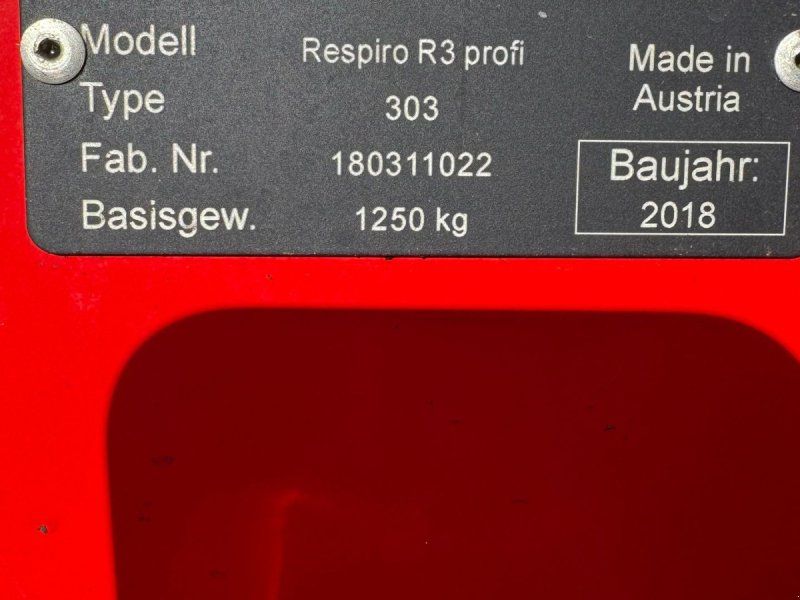 Modell Respiro R3 profi
Type 303
Fab. Nr. 180311022
Basisgew. 1250 kg
Made in
Austria
Baujahr:
2018